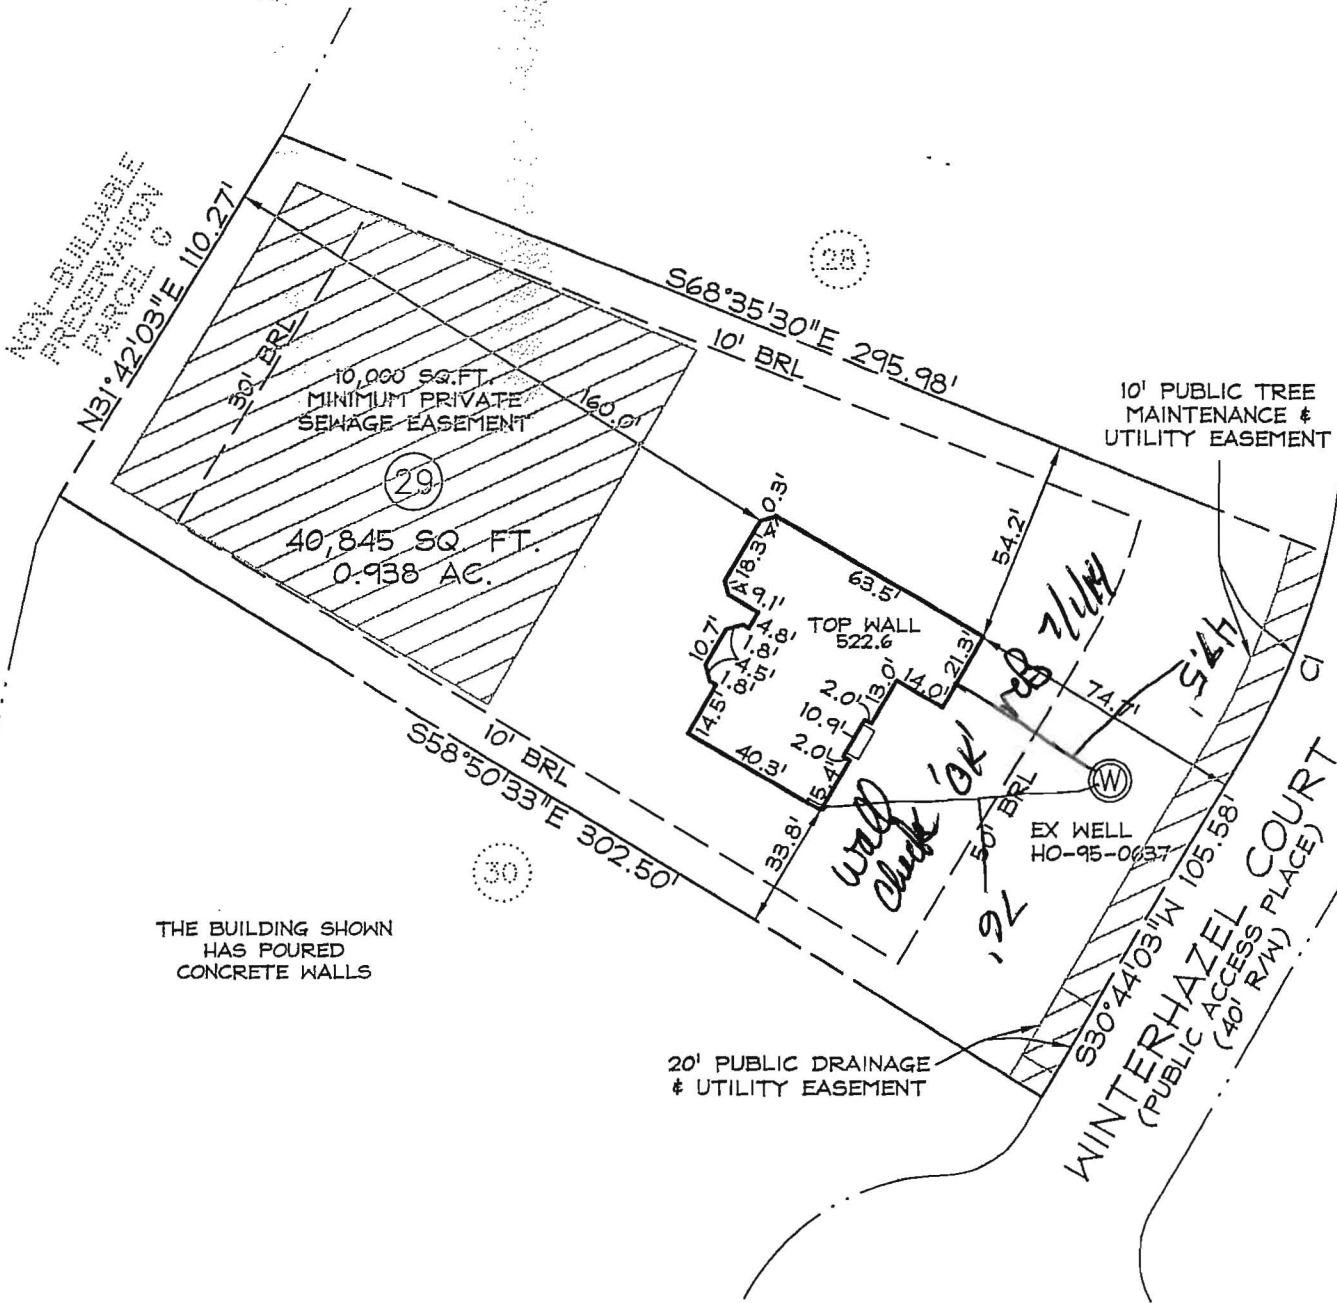 NON-BUILDABLE
PRESERVATION
PARCEL G
N31°42'03"E 110.27'
28
S68°35'30"E 295.98'
10' BRL
30' BRL
10,000 SQ.FT.
MINIMUM PRIVATE
SEWAGE EASEMENT
160.0'
29
40,845 SQ. FT.
0.938 AC.
10' PUBLIC TREE
MAINTENANCE &
UTILITY EASEMENT
0.3'
4'
18.3'
4'
9.1'
4.8'
1.8'
4.5'
1.8'
10.7'
14.5'
40.3'
63.5'
TOP WALL
522.6
54.2'
21.3'
14.0'
13.0'
2.0'
10.9'
2.0'
15.4'
33.8'
74.7'
47.5'
Wall
check 'OK'
76'
50' BRL
W
EX WELL
HO-95-0637
C1
10' BRL
S58°50'33"E 302.50'
30
THE BUILDING SHOWN
HAS POURED
CONCRETE WALLS
20' PUBLIC DRAINAGE
& UTILITY EASEMENT
S30°44'03"W 105.58'
WINTERHAZEL COURT
(PUBLIC ACCESS PLACE)
(40' R/W)